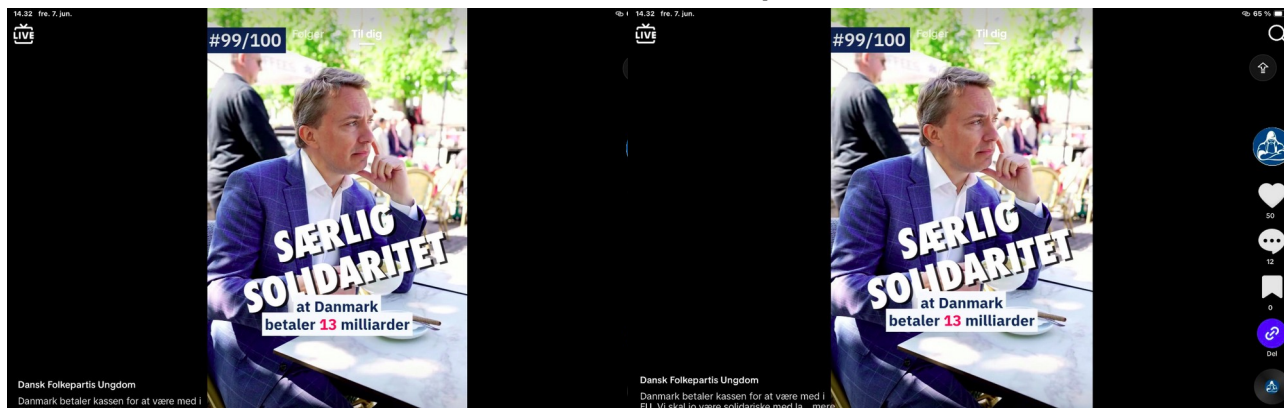 14.32 fre. 7. jun.
LIVE
#99/100
Følger
Til dig
SÆRLIG
SOLIDARITET
at Danmark
betaler 13 milliarder
Dansk Folkepartis Ungdom
Danmark betaler kassen for at være med i
14.32 fre. 7. jun.
65 %
LIVE
#99/100
Følger
Til dig
SÆRLIG
SOLIDARITET
at Danmark
betaler 13 milliarder
50
12
0
Del
Dansk Folkepartis Ungdom
Danmark betaler kassen for at være med i
EU. Vi skal jo være solidariske med la... mere